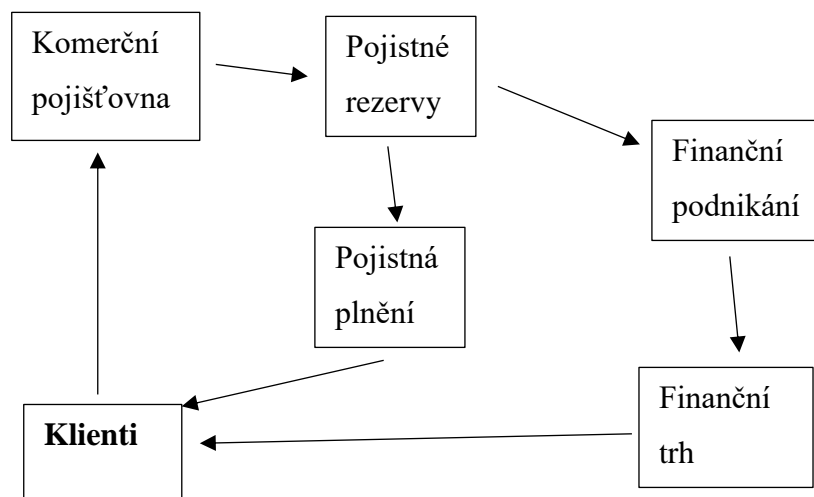 Komerční
pojišťovna
Pojistné
rezervy
Finanční
podnikání
Pojistná
plnění
Klienti
Finanční
trh